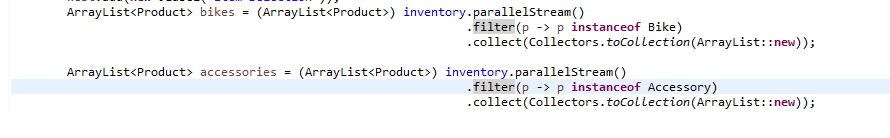 ArrayList<Product> bikes = (ArrayList<Product>) inventory.parallelStream()
.filter(p -> p instanceof Bike)
.collect(Collectors.toCollection(ArrayList::new));
ArrayList<Product> accessories = (ArrayList<Product>) inventory.parallelStream()
.filter(p -> p instanceof Accessory)
.collect(Collectors.toCollection(ArrayList::new));